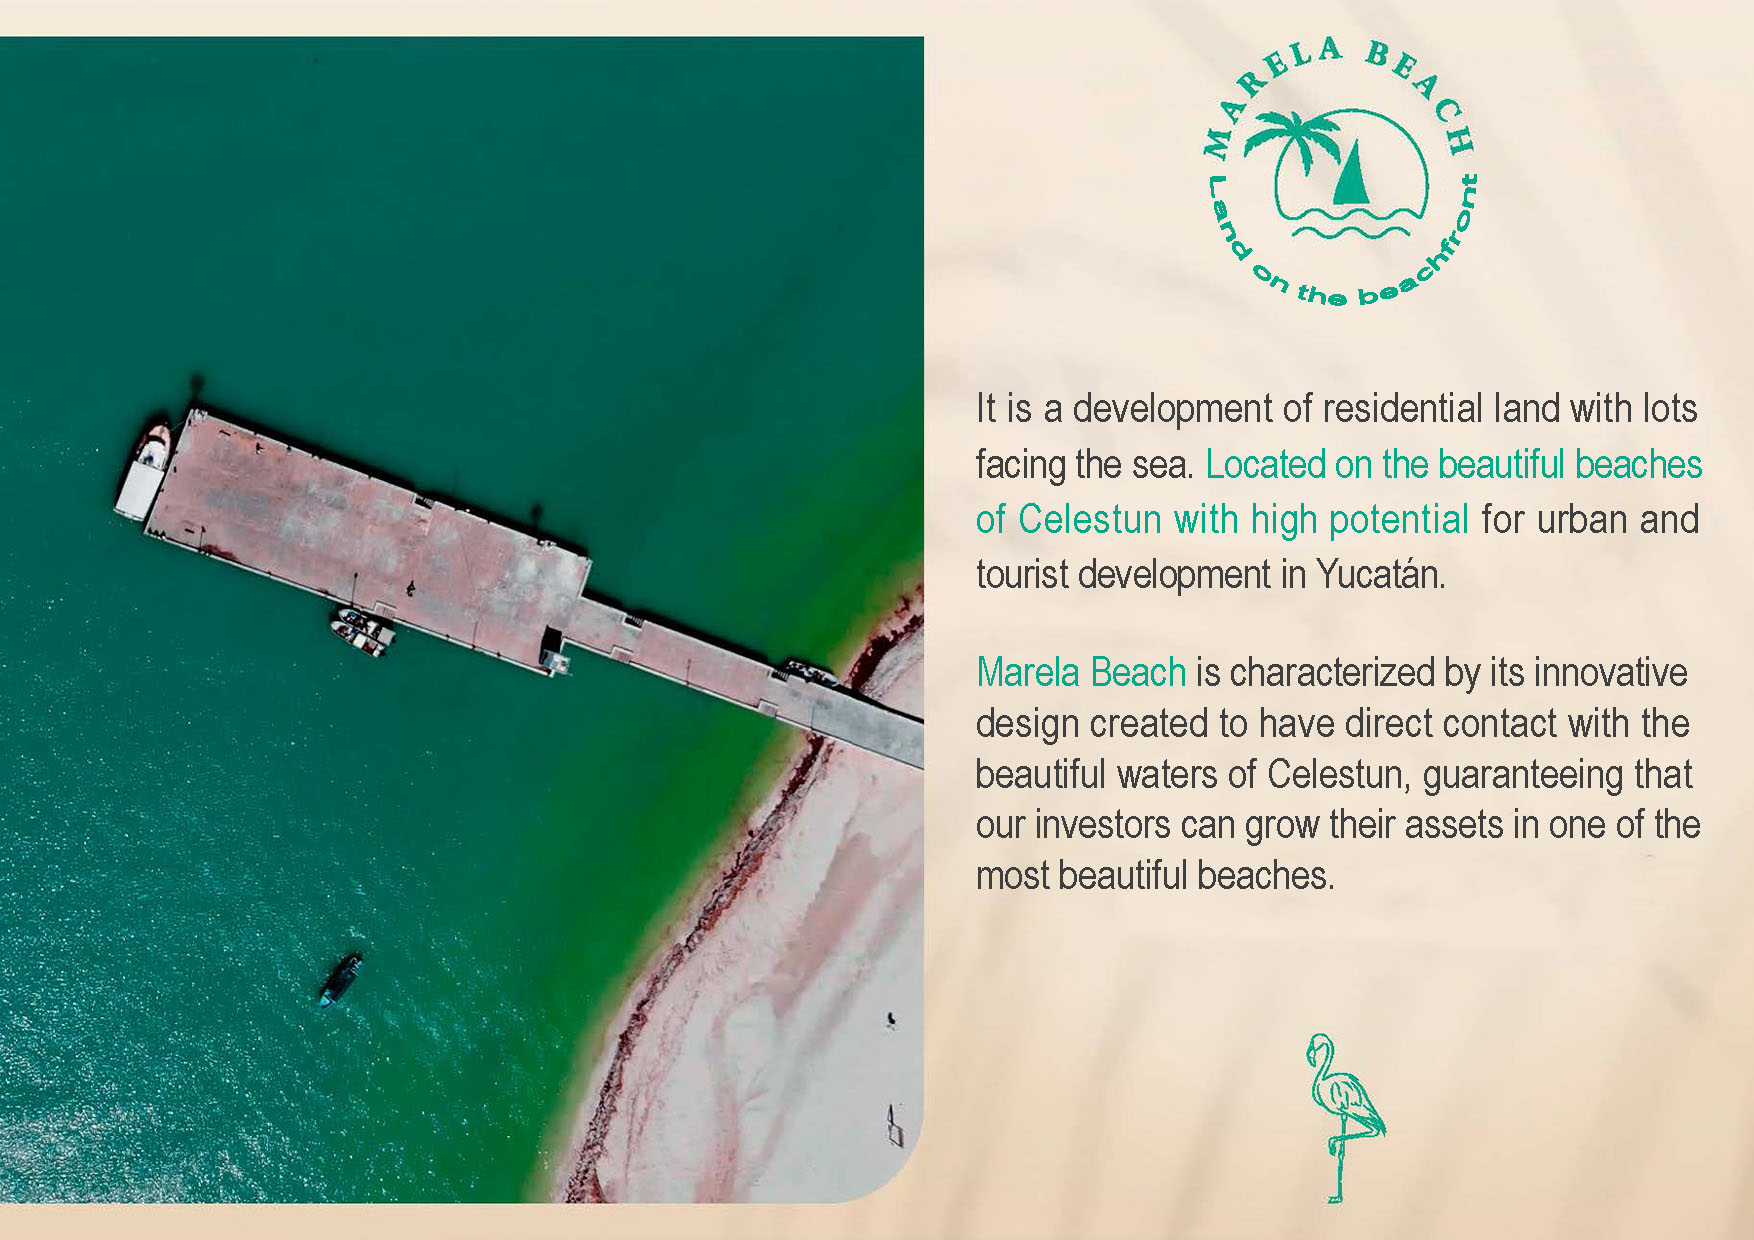 MARELA BEACH
Land on the beachfront
It is a development of residential land with lots
facing the sea. Located on the beautiful beaches
of Celestun with high potential for urban and
tourist development in Yucatán.
Marela Beach is characterized by its innovative
design created to have direct contact with the
beautiful waters of Celestun, guaranteeing that
our investors can grow their assets in one of the
most beautiful beaches.